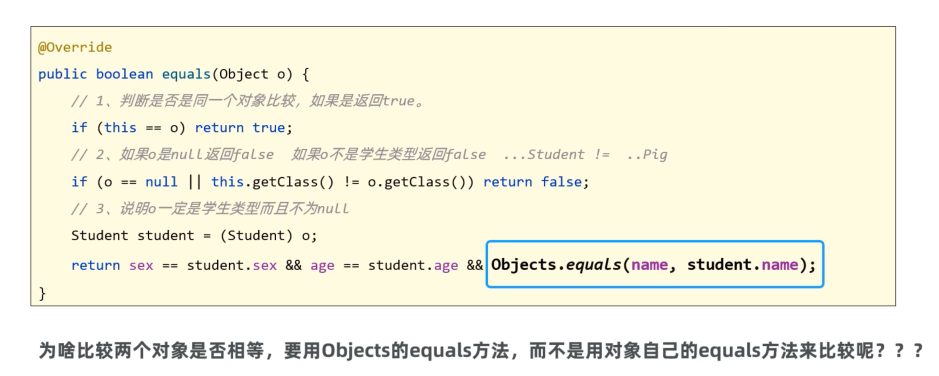 @Override
public boolean equals(Object o) {
// 1、判断是否是同一个对象比较，如果是返回true。
if (this == o) return true;
// 2、如果o是null返回false 如果o不是学生类型返回false ...Student != ..Pig
if (o == null || this.getClass() != o.getClass()) return false;
// 3、说明o一定是学生类型而且不为null
Student student = (Student) o;
return sex == student.sex && age == student.age && Objects.equals(name, student.name);
}
为啥比较两个对象是否相等，要用Objects的equals方法，而不是用对象自己的equals方法来比较呢？？？